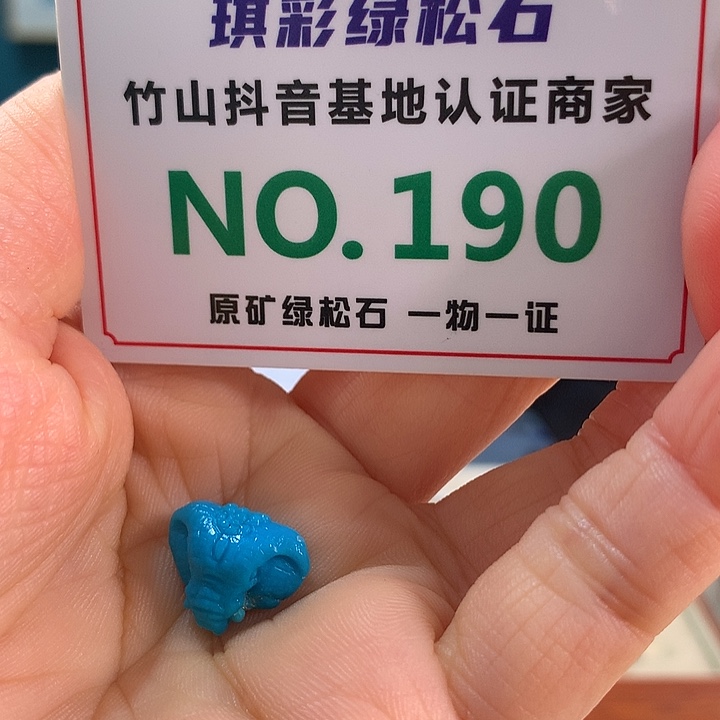 琪彩绿松石
竹山抖音基地认证商家
NO.190
原矿绿松石 一物一证